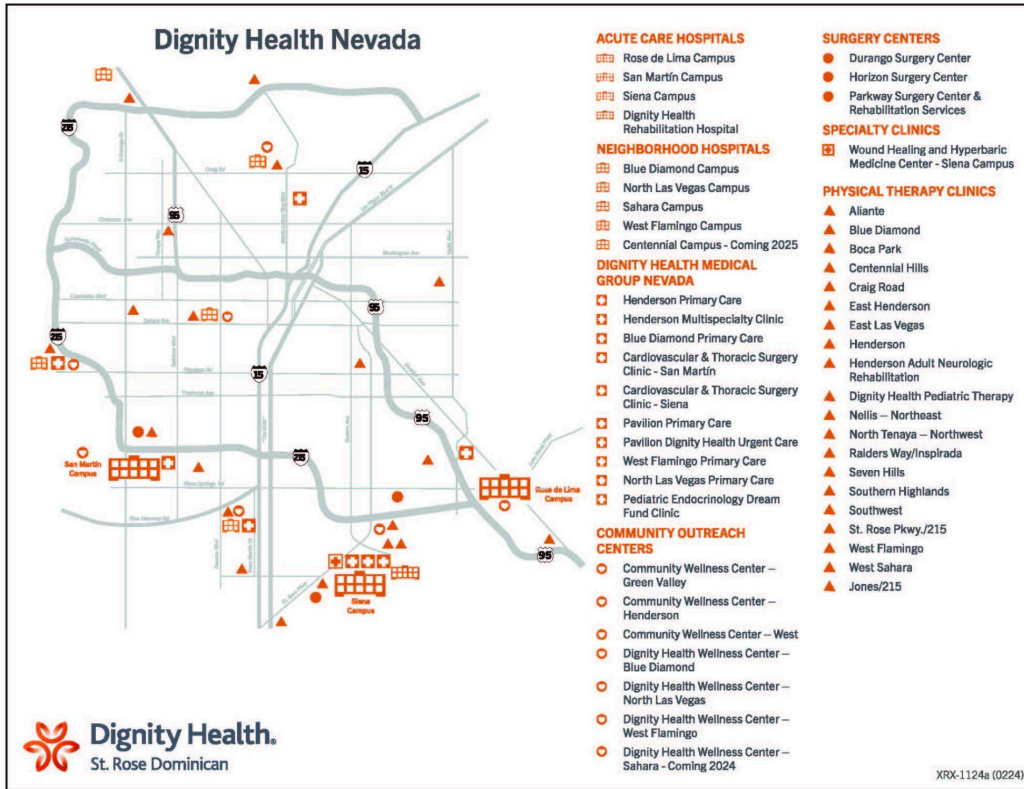 Dignity Health Nevada
215
15
95
Craig Rd
95
215
15
95
215
95
San Martín
Campus
Rose de Lima
Campus
Siena
Campus
Dignity Health®
St. Rose Dominican
ACUTE CARE HOSPITALS
Rose de Lima Campus
San Martín Campus
Siena Campus
Dignity Health
Rehabilitation Hospital
NEIGHBORHOOD HOSPITALS
Blue Diamond Campus
North Las Vegas Campus
Sahara Campus
West Flamingo Campus
Centennial Campus - Coming 2025
DIGNITY HEALTH MEDICAL
GROUP NEVADA
Henderson Primary Care
Henderson Multispecialty Clinic
Blue Diamond Primary Care
Cardiovascular & Thoracic Surgery
Clinic - San Martín
Cardiovascular & Thoracic Surgery
Clinic - Siena
Pavilion Primary Care
Pavilion Dignity Health Urgent Care
West Flamingo Primary Care
North Las Vegas Primary Care
Pediatric Endocrinology Dream
Fund Clinic
COMMUNITY OUTREACH
CENTERS
Community Wellness Center –
Green Valley
Community Wellness Center –
Henderson
Community Wellness Center – West
Dignity Health Wellness Center –
Blue Diamond
Dignity Health Wellness Center –
North Las Vegas
Dignity Health Wellness Center –
West Flamingo
Dignity Health Wellness Center –
Sahara - Coming 2024
SURGERY CENTERS
Durango Surgery Center
Horizon Surgery Center
Parkway Surgery Center &
Rehabilitation Services
SPECIALTY CLINICS
Wound Healing and Hyperbaric
Medicine Center - Siena Campus
PHYSICAL THERAPY CLINICS
Aliante
Blue Diamond
Boca Park
Centennial Hills
Craig Road
East Henderson
East Las Vegas
Henderson
Henderson Adult Neurologic
Rehabilitation
Dignity Health Pediatric Therapy
Nellis – Northeast
North Tenaya – Northwest
Raiders Way/Inspirada
Seven Hills
Southern Highlands
Southwest
St. Rose Pkwy./215
West Flamingo
West Sahara
Jones/215
XRX-1124a (0224)